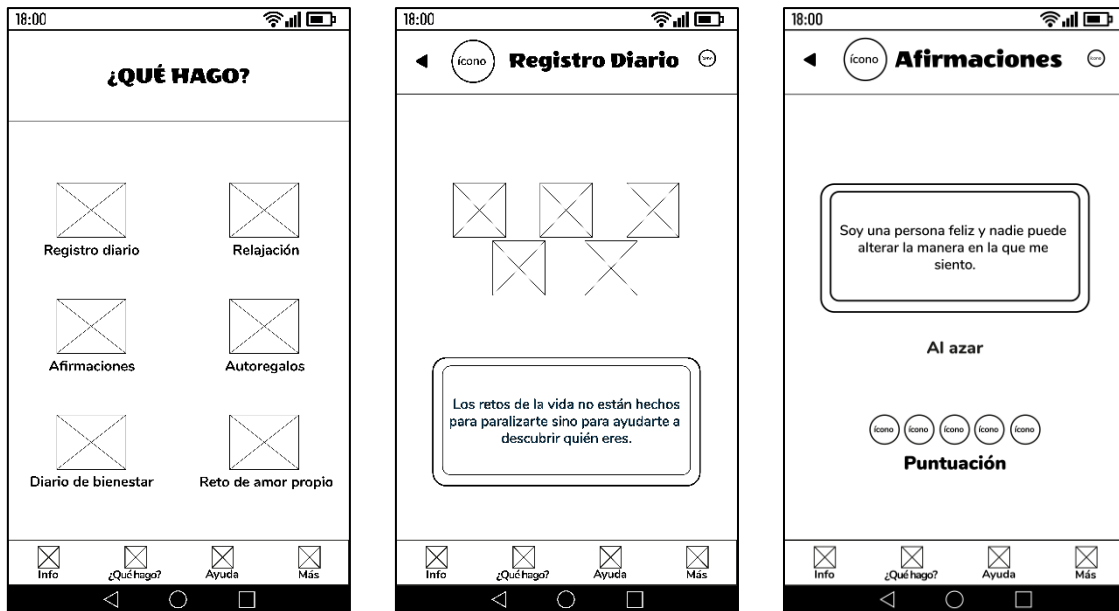 18:00
¿QUÉ HAGO?
Registro diario
Relajación
Afirmaciones
Autoregalos
Diario de bienestar
Reto de amor propio
Info
¿Qué hago?
Ayuda
Más
18:00
ícono
Registro Diario
ícono
Los retos de la vida no están hechos
para paralizarte sino para ayudarte a
descubrir quién eres.
Info
¿Qué hago?
Ayuda
Más
18:00
ícono
Afirmaciones
ícono
Soy una persona feliz y nadie puede
alterar la manera en la que me
siento.
Al azar
ícono ícono ícono ícono ícono
Puntuación
Info
¿Qué hago?
Ayuda
Más